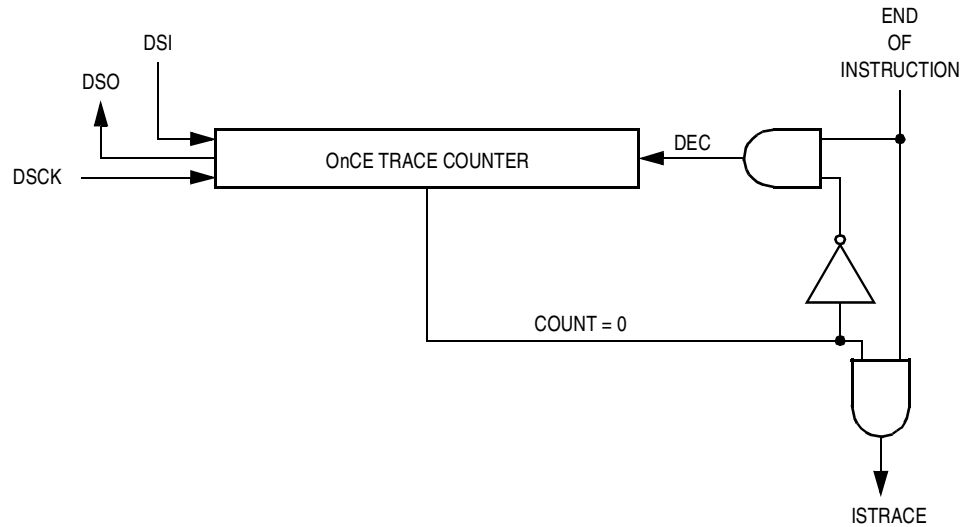 END
OF
INSTRUCTION
DSI
DSO
DEC
OnCE TRACE COUNTER
DSCK
COUNT = 0
ISTRACE